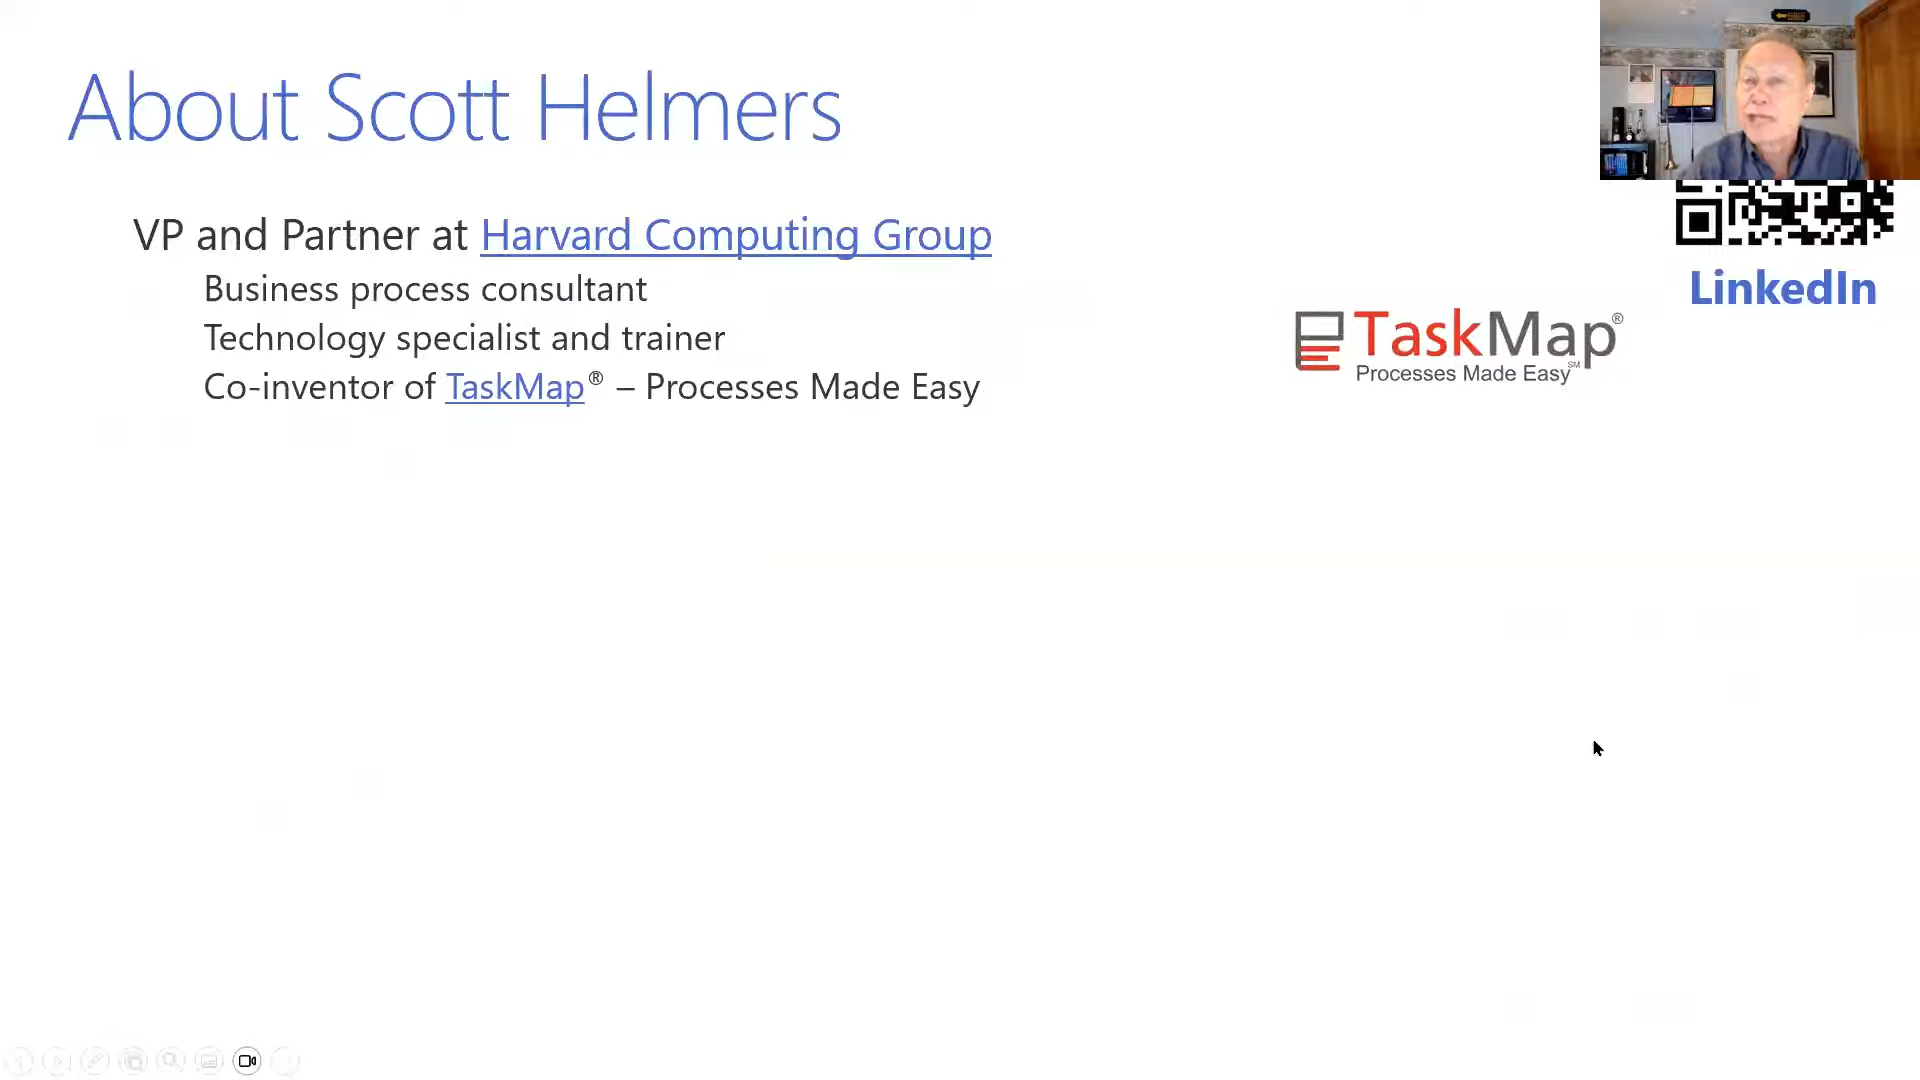 About Scott Helmers
VP and Partner at Harvard Computing Group
Business process consultant
Technology specialist and trainer
Co-inventor of TaskMap® – Processes Made Easy
LinkedIn
TaskMap®
Processes Made Easy℠